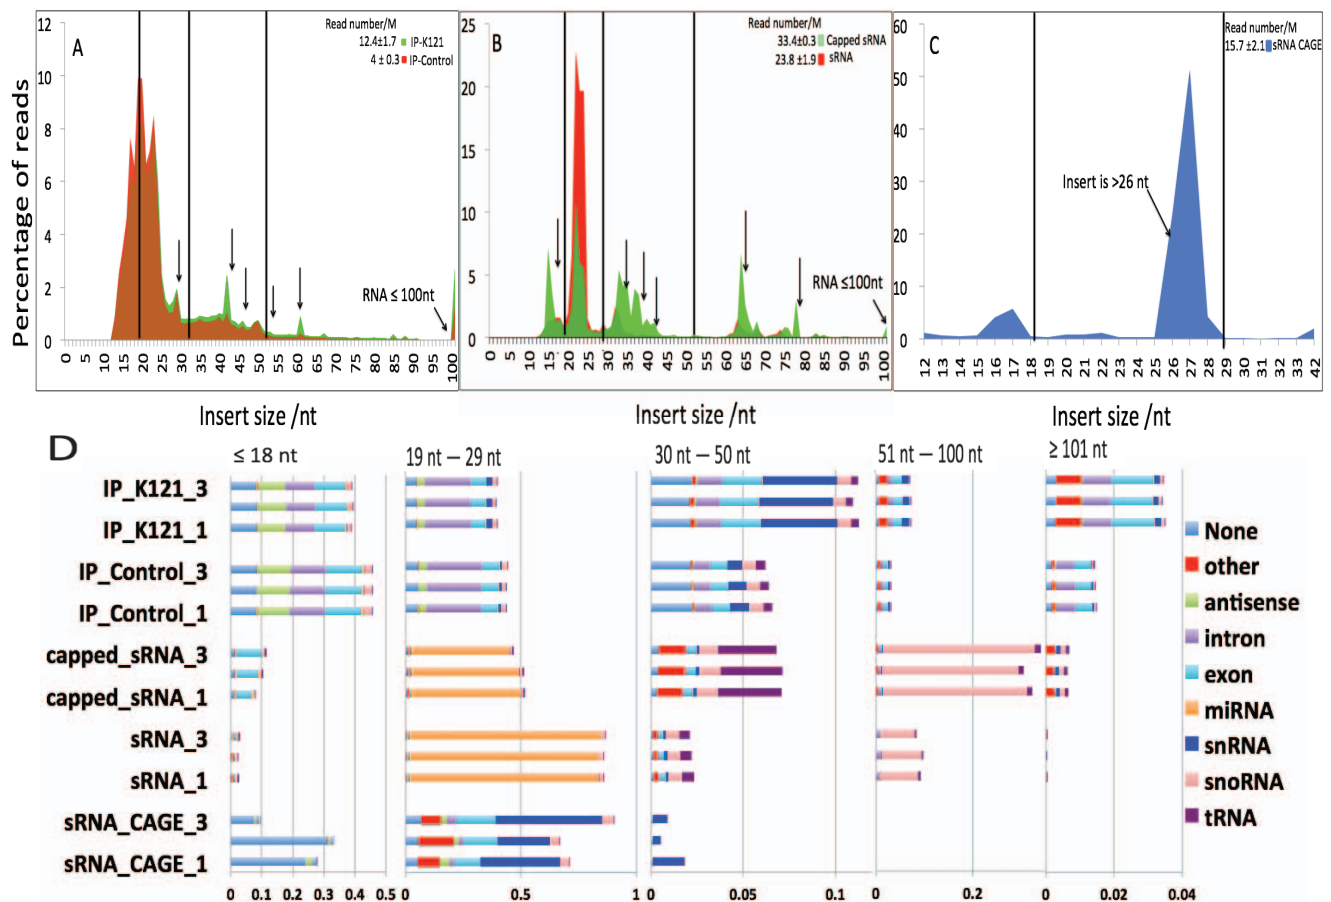 Percentage of reads
A
Read number/M
12.4±1.7 IP-K121
4 ± 0.3 IP-Control
12
10
8
6
4
2
0
RNA ≤ 100nt
0 5 10 15 20 25 30 35 40 45 50 55 60 65 70 75 80 85 90 95 100
B
Read number/M
33.4±0.3 Capped sRNA
23.8 ±1.9 sRNA
25
20
15
10
5
0
RNA ≤100nt
0 5 10 15 20 25 30 35 40 45 50 55 60 65 70 75 80 85 90 95 100
C
Read number/M
15.7 ±2.1 sRNA CAGE
60
50
40
30
20
10
0
Insert is >26 nt
12 13 14 15 16 17 18 19 20 21 22 23 24 25 26 27 28 29 30 31 32 33 42
Insert size /nt
Insert size /nt
Insert size /nt
D
≤ 18 nt
19 nt — 29 nt
30 nt — 50 nt
51 nt — 100 nt
≥ 101 nt
IP_K121_3
IP_K121_1
IP_Control_3
IP_Control_1
capped_sRNA_3
capped_sRNA_1
sRNA_3
sRNA_1
sRNA_CAGE_3
sRNA_CAGE_1
None
other
antisense
intron
exon
miRNA
snRNA
snoRNA
tRNA
0 0.1 0.2 0.3 0.4 0.5
0 0.5 1
0 0.05 0.1
0 0.2
0 0.02 0.04